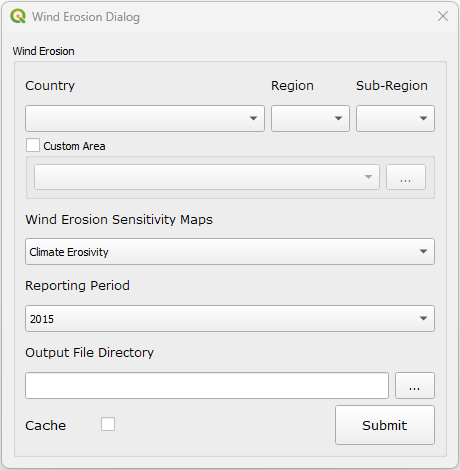 Wind Erosion Dialog
Wind Erosion
Country Region Sub-Region
Custom Area
...
Wind Erosion Sensitivity Maps
Climate Erosivity
Reporting Period
2015
Output File Directory
...
Cache Submit